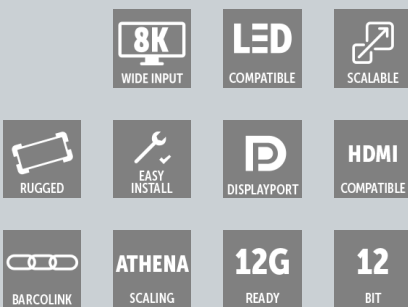 8K
WIDE INPUT
LED
COMPATIBLE
SCALABLE
RUGGED
EASY
INSTALL
DISPLAYPORT
HDMI
COMPATIBLE
BARCOLINK
ATHENA
SCALING
12G
READY
12
BIT